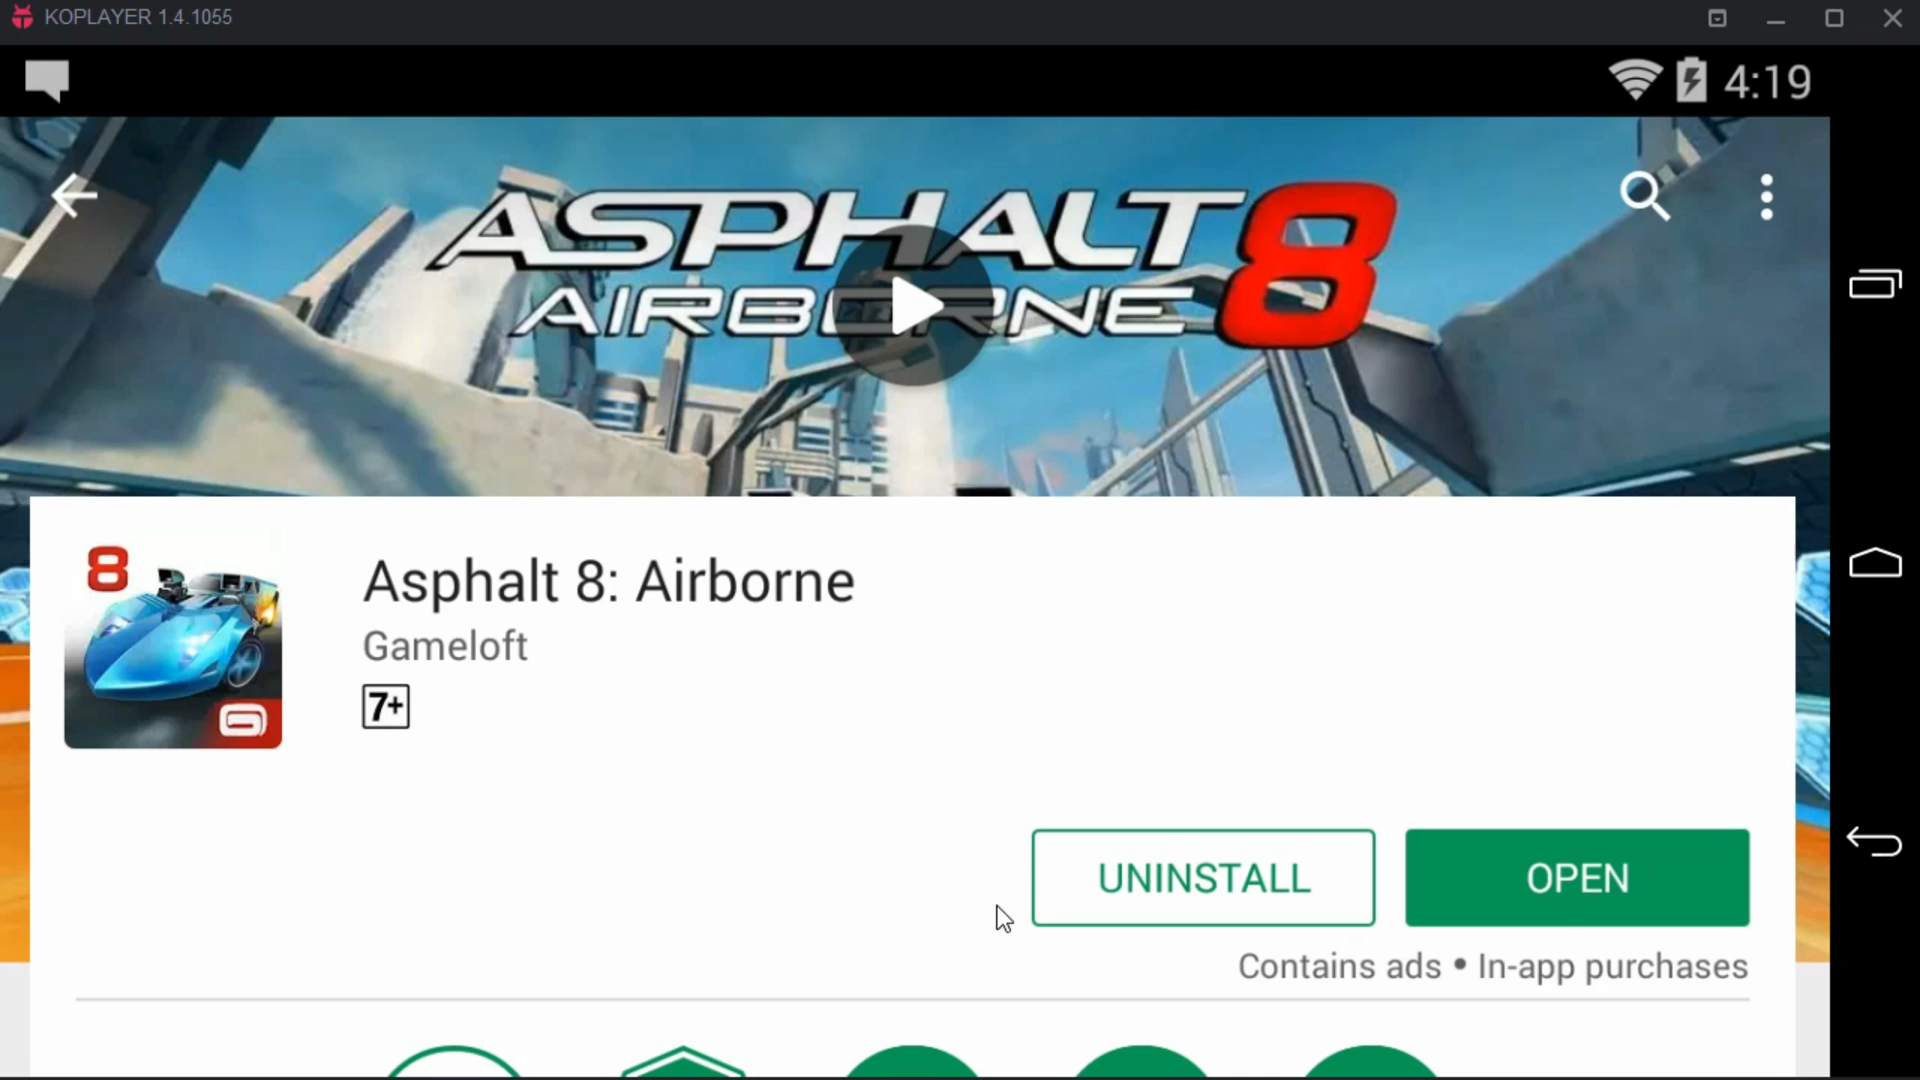 KOPLAYER 1.4.1055
4:19
ASPHALT 8
AIRBORNE
8
Asphalt 8: Airborne
Gameloft
7+
UNINSTALL
OPEN
Contains ads • In-app purchases